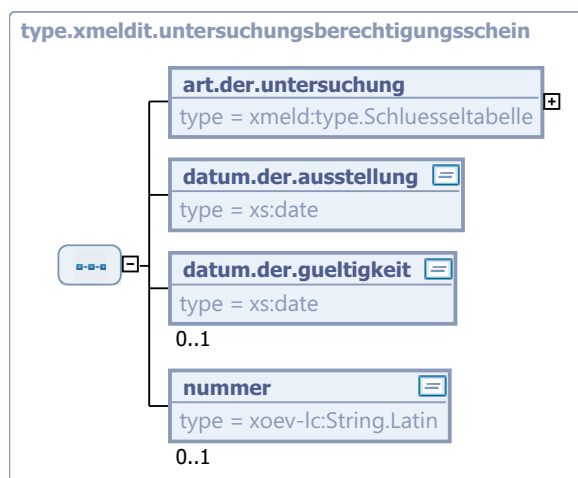 type.xmeldit.untersuchungsberechtigungsschein
art.der.untersuchung
type = xmeld:type.Schluesseltabelle
datum.der.ausstellung
type = xs:date
datum.der.gueltigkeit
type = xs:date
0..1
nummer
type = xoev-lc:String.Latin
0..1